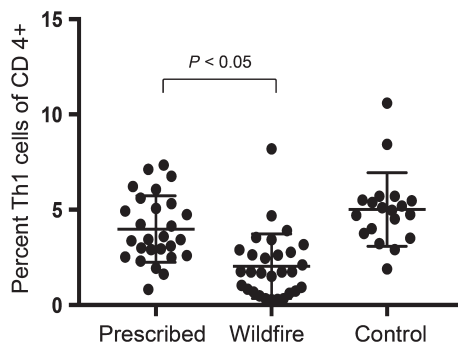 15
P < 0.05
10
5
0
Percent Th1 cells of CD 4+
Prescribed Wildfire Control